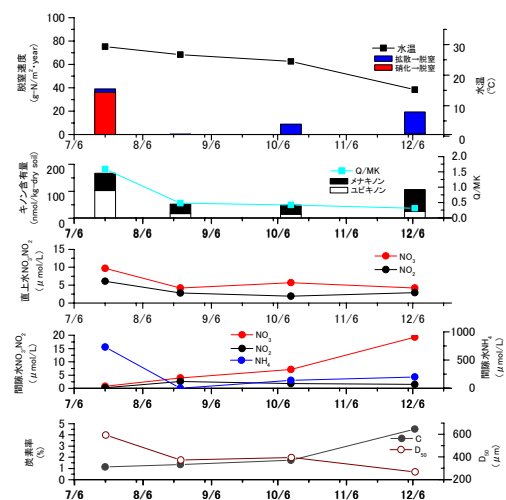 脱窒速度
(g-N/m²・year)
100
80
60
40
20
0
水温
拡散→脱窒
硝化→脱窒
30
20
10
0
水温
(℃)
7/6 8/6 9/6 10/6 11/6 12/6
キノン含有量
(nmol/kg-dry soil)
200
100
0
Q/MK
メナキノン
ユビキノン
2.0
1.5
1.0
0.5
0.0
Q/MK
7/6 8/6 9/6 10/6 11/6 12/6
直上水NO₃,NO₂
(μmol/L)
15
10
5
0
NO₃
NO₂
7/6 8/6 9/6 10/6 11/6 12/6
間隙水NO₃,NO₂
(μmol/L)
20
15
10
5
0
NO₃
NO₂
NH₄
1000
500
0
間隙水NH₄
(μmol/L)
7/6 8/6 9/6 10/6 11/6 12/6
炭素率
(%)
5
4
3
2
1
0
C
D₅₀
600
400
200
D₅₀
(μm)
7/6 8/6 9/6 10/6 11/6 12/6